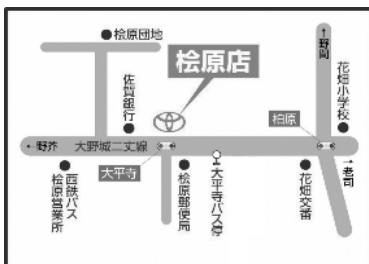 桧原団地
桧原店
↑野間
花畑小学校
佐賀銀行
柏原
←野芥
大野城二丈線
大平寺
西鉄バス
桧原営業所
桧原郵便局
大平寺バス停
花畑交番
→老司